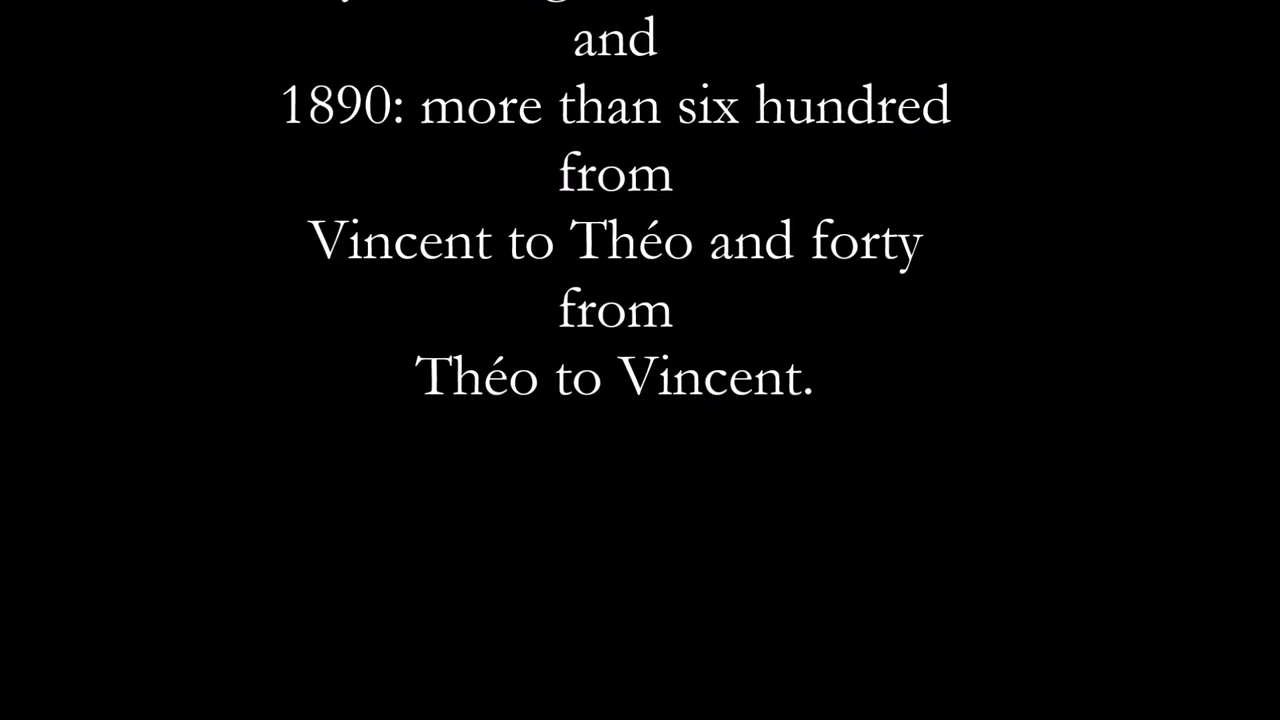 and
1890: more than six hundred
from
Vincent to Théo and forty
from
Théo to Vincent.